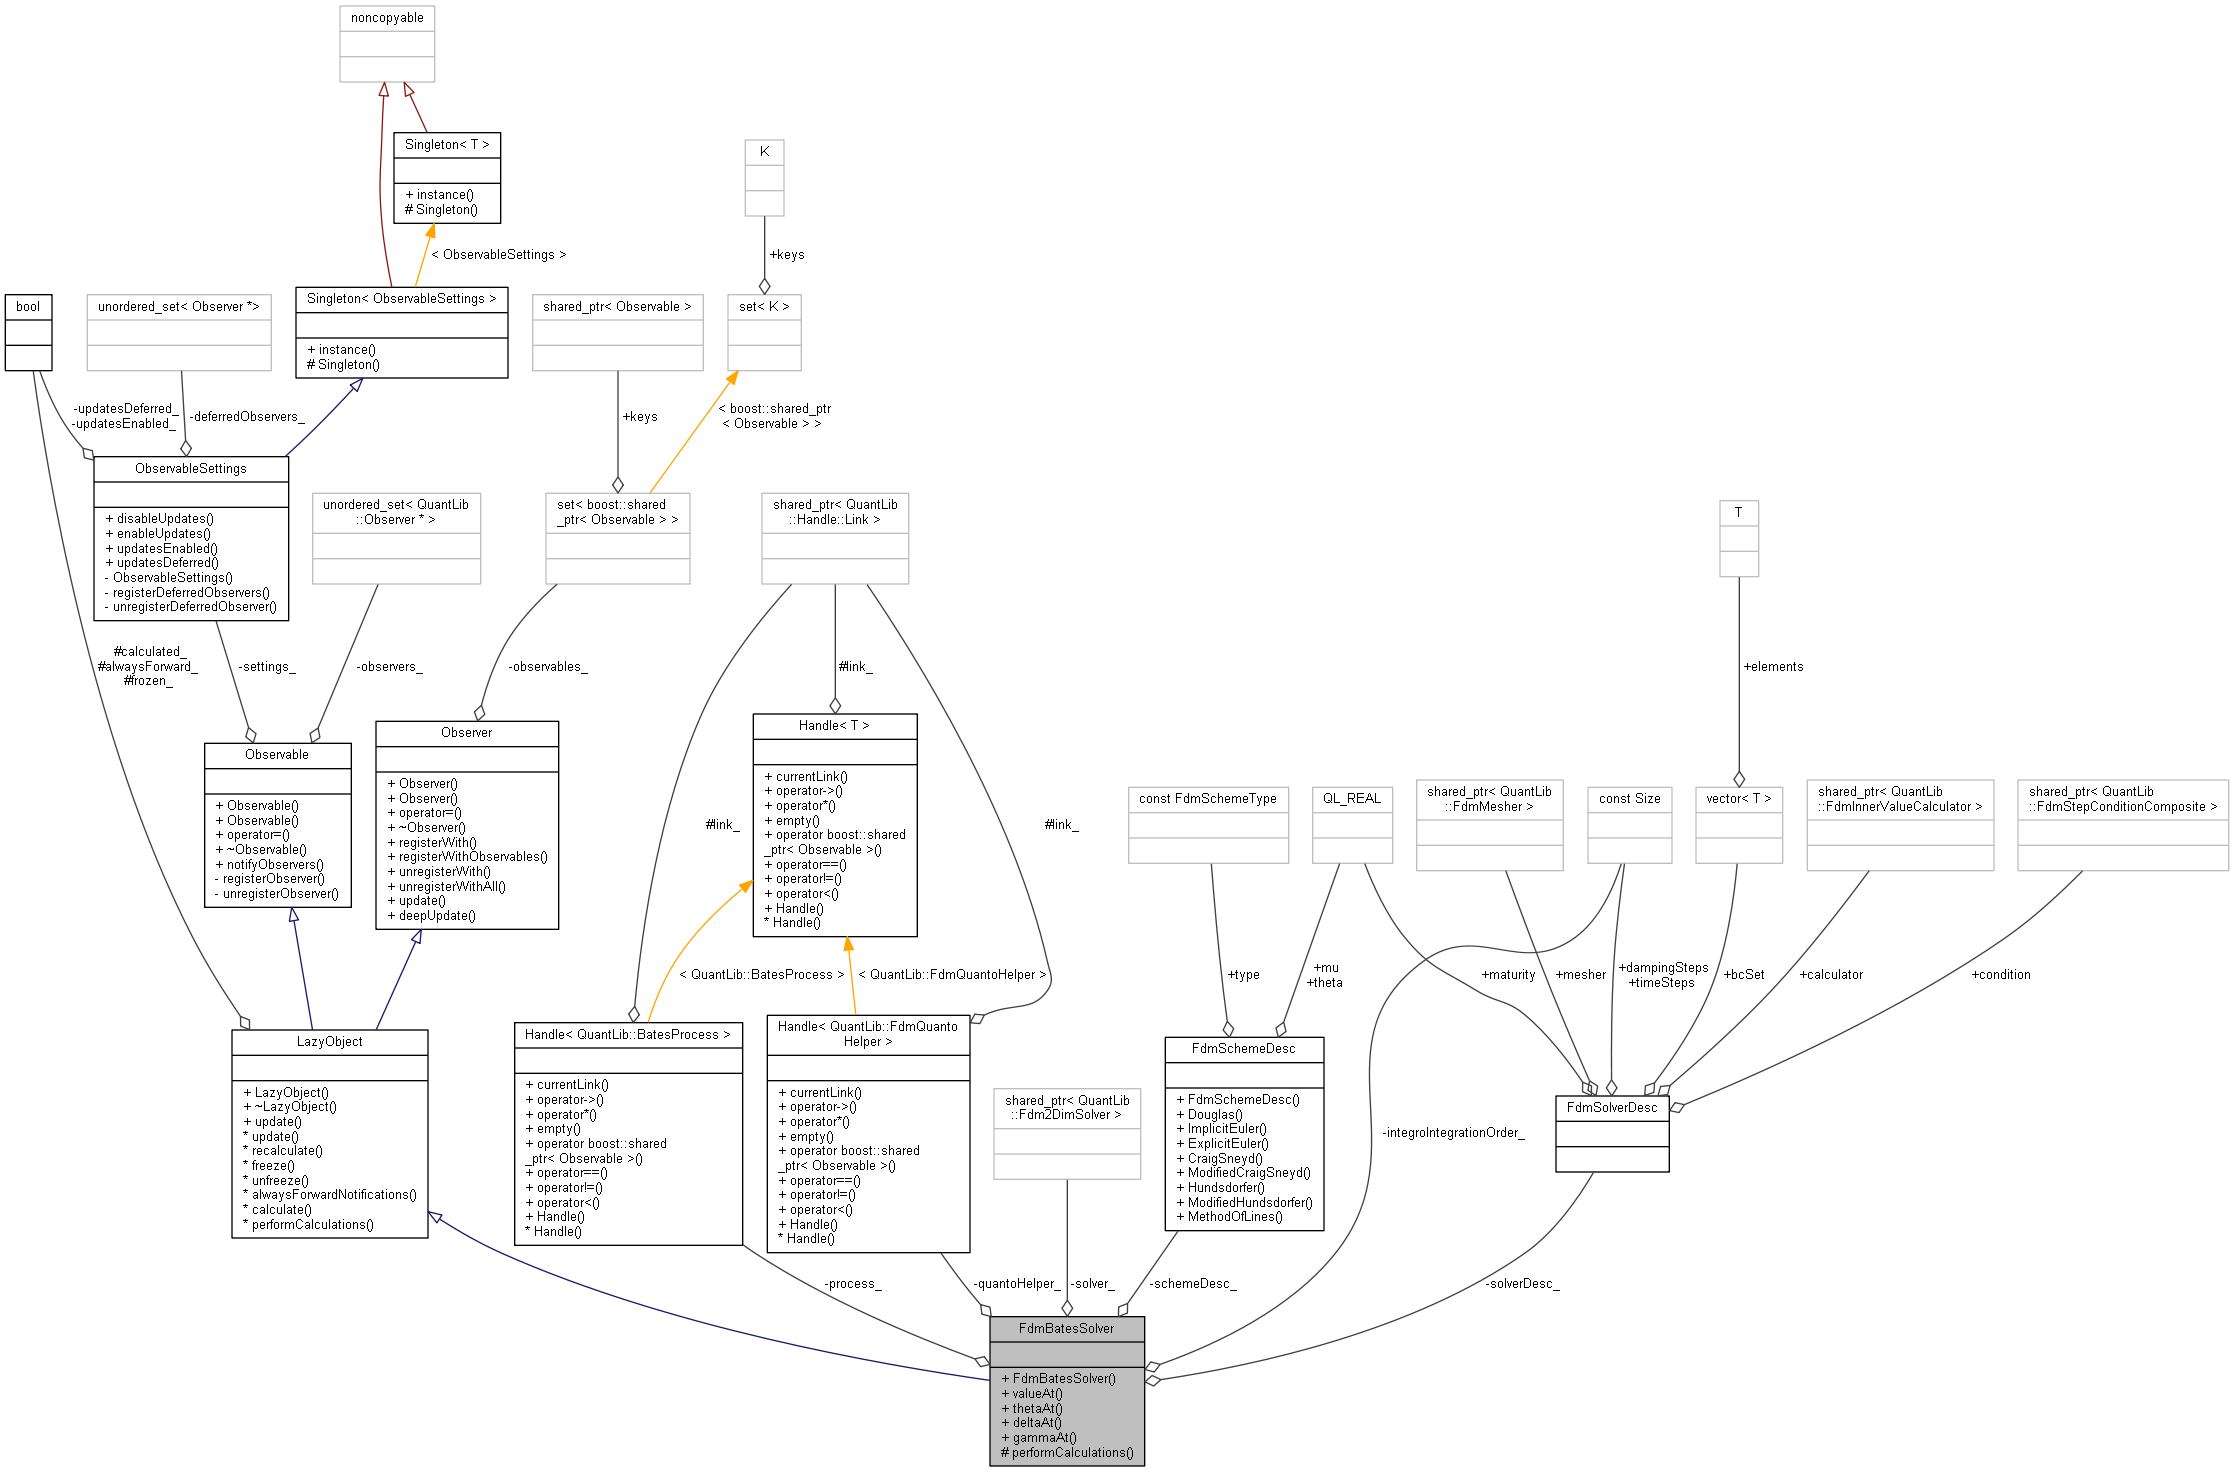 noncopyable
Singleton< T >
+ instance()
# Singleton()
K
< ObservableSettings >
+keys
bool
unordered_set< Observer *>
Singleton< ObservableSettings >
+ instance()
# Singleton()
shared_ptr< Observable >
set< K >
-updatesDeferred_
-updatesEnabled_
-deferredObservers_
+keys
< boost::shared_ptr
< Observable > >
ObservableSettings
+ disableUpdates()
+ enableUpdates()
+ updatesEnabled()
+ updatesDeferred()
- ObservableSettings()
- registerDeferredObservers()
- unregisterDeferredObserver()
unordered_set< QuantLib
::Observer * >
set< boost::shared
_ptr< Observable > >
shared_ptr< QuantLib
::Handle::Link >
T
#calculated_
#alwaysForward_
#frozen_
-settings_
-observers_
-observables_
#link_
+elements
Observable
+ Observable()
+ Observable()
+ operator=()
+ ~Observable()
+ notifyObservers()
- registerObserver()
- unregisterObserver()
Observer
+ Observer()
+ Observer()
+ operator=()
+ ~Observer()
+ registerWith()
+ registerWithObservables()
+ unregisterWith()
+ unregisterWithAll()
+ update()
+ deepUpdate()
#link_
Handle< T >
+ currentLink()
+ operator->()
+ operator*()
+ empty()
+ operator boost::shared
_ptr< Observable >()
+ operator==()
+ operator!=()
+ operator<()
+ Handle()
* Handle()
#link_
const FdmSchemeType
QL_REAL
shared_ptr< QuantLib
::FdmMesher >
const Size
vector< T >
shared_ptr< QuantLib
::FdmInnerValueCalculator >
shared_ptr< QuantLib
::FdmStepConditionComposite >
< QuantLib::BatesProcess >
< QuantLib::FdmQuantoHelper >
+type
+mu
+theta
+maturity
+mesher
+dampingSteps
+timeSteps
+bcSet
+calculator
+condition
LazyObject
+ LazyObject()
+ ~LazyObject()
+ update()
* update()
* recalculate()
* freeze()
* unfreeze()
* alwaysForwardNotifications()
* calculate()
* performCalculations()
Handle< QuantLib::BatesProcess >
+ currentLink()
+ operator->()
+ operator*()
+ empty()
+ operator boost::shared
_ptr< Observable >()
+ operator==()
+ operator!=()
+ operator<()
+ Handle()
* Handle()
Handle< QuantLib::FdmQuanto
Helper >
+ currentLink()
+ operator->()
+ operator*()
+ empty()
+ operator boost::shared
_ptr< Observable >()
+ operator==()
+ operator!=()
+ operator<()
+ Handle()
* Handle()
shared_ptr< QuantLib
::Fdm2DimSolver >
FdmSchemeDesc
+ FdmSchemeDesc()
+ Douglas()
+ ImplicitEuler()
+ ExplicitEuler()
+ CraigSneyd()
+ ModifiedCraigSneyd()
+ Hundsdorfer()
+ ModifiedHundsdorfer()
+ MethodOfLines()
-integroIntegrationOrder_
FdmSolverDesc
-process_
-quantoHelper_
-solver_
-schemeDesc_
-solverDesc_
FdmBatesSolver
+ FdmBatesSolver()
+ valueAt()
+ thetaAt()
+ deltaAt()
+ gammaAt()
# performCalculations()